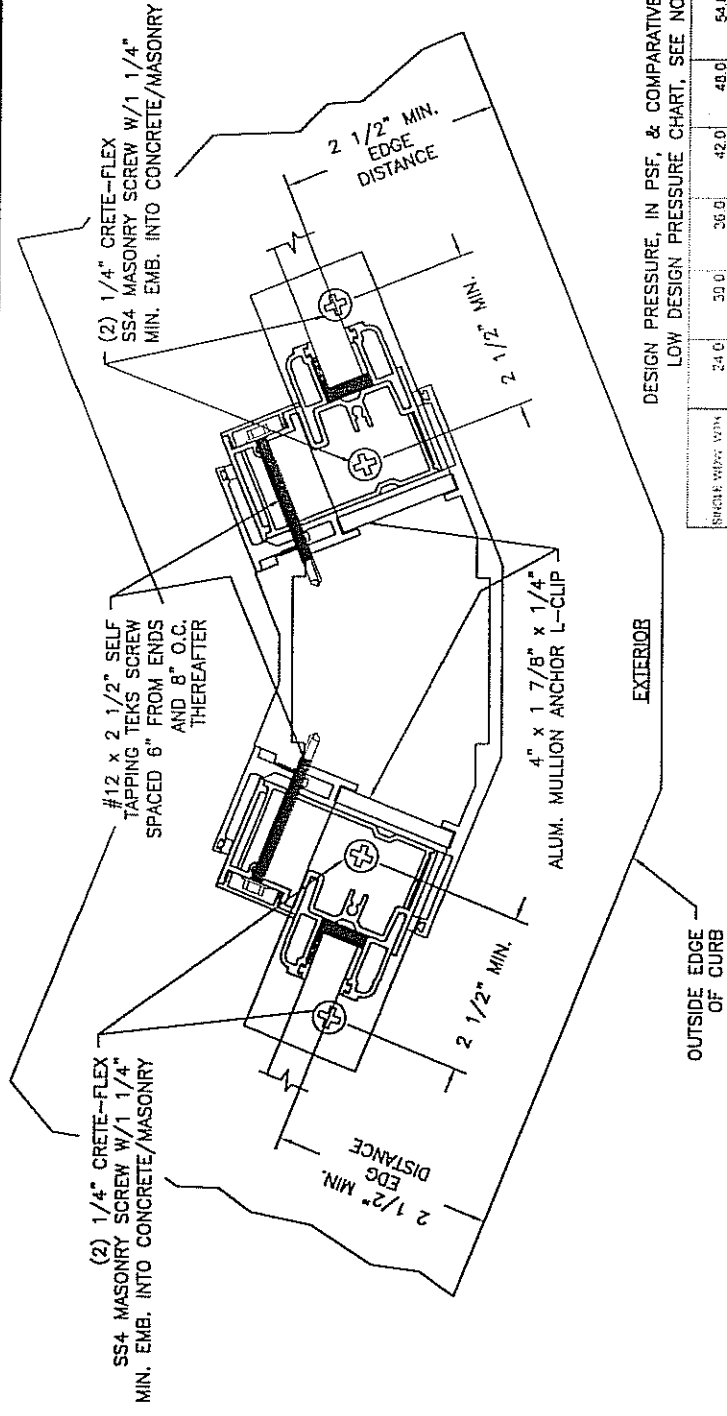 (2) 1/4" CRETE-FLEX
SS4 MASONRY SCREW W/1 1/4"
MIN. EMB. INTO CONCRETE/MASONRY
#12 x 2 1/2" SELF
TAPPING TEKS SCREW
SPACED 6" FROM ENDS
AND 8" O.C.
THEREAFTER
(2) 1/4" CRETE-FLEX
SS4 MASONRY SCREW W/1 1/4"
MIN. EMB. INTO CONCRETE/MASONRY
2 1/2" MIN.
EDGE
DISTANCE
2 1/2" MIN.
2 1/2" MIN.
2 1/2" MIN.
EDG
DISTANCE
4" x 1 7/8" x 1/4"
ALUM. MULLION ANCHOR L-CLIP
EXTERIOR
OUTSIDE EDGE
OF CURB
DESIGN PRESSURE, IN PSF, & COMPARATIVE
LOW DESIGN PRESSURE CHART, SEE NO
24.0 30.0 36.0 42.0 48.0 54.